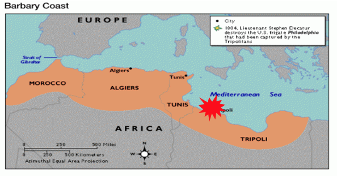 Barbary Coast
EUROPE
City
1804, Lieutenant Stephen Decatur
destroys the U.S. frigate Philadelphia
that had been captured by the
Tripolitans
Strait of
Gibraltar
Algiers
Tunis
Mediterranean Sea
MOROCCO
ALGIERS
TUNIS
TRIPOLI
AFRICA
0 250 500 Miles
0 250 500 Kilometers
Azimuthal Equal Area Projection
N
W E
S